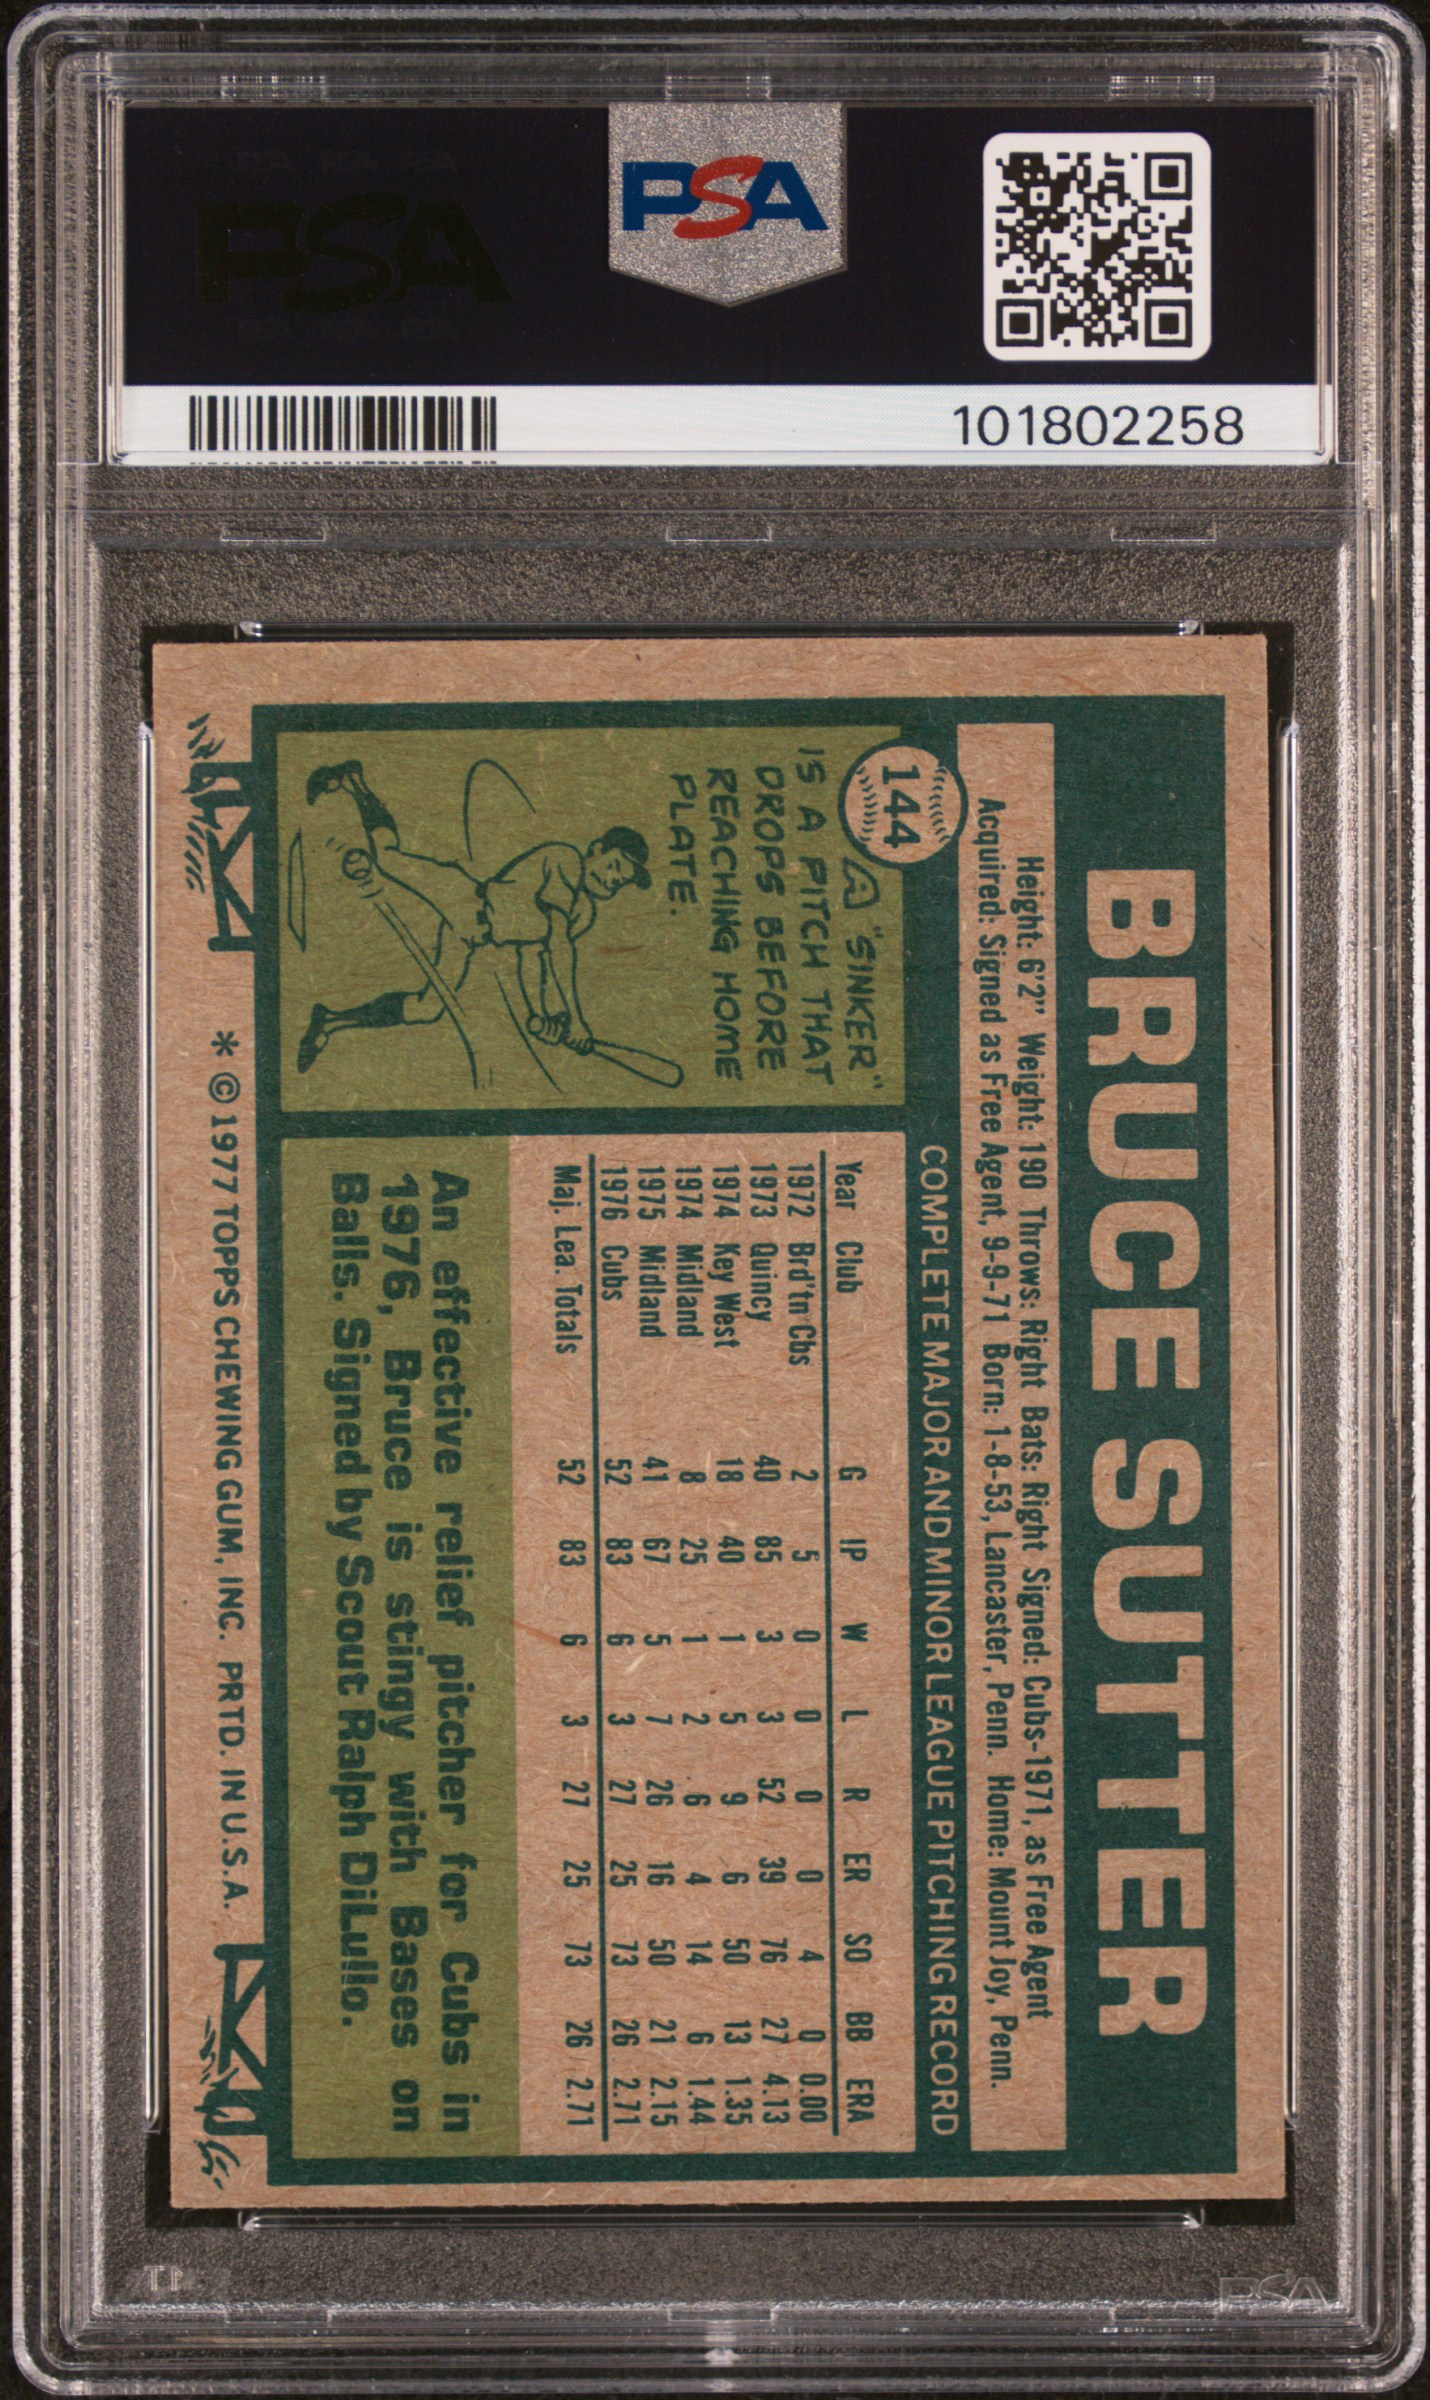 PSA
PSA
101802258
BRUCE SUTTER
Height: 6'2" Weight: 190 Throws: Right Bats: Right Signed: Cubs-1971, as Free Agent
Acquired: Signed as Free Agent, 9-9-71 Born: 1-8-53, Lancaster, Penn. Home: Mount Joy, Penn.
144
A "SINKER"
IS A PITCH THAT
DROPS BEFORE
REACHING HOME
PLATE.
COMPLETE MAJOR AND MINOR LEAGUE PITCHING RECORD
Year Club G IP W L R ER SO BB ERA
1972 Brd'tn Cbs 2 5 0 0 0 0 4 0 0.00
1973 Quincy 40 85 3 3 52 39 76 27 4.13
1974 Key West 18 40 1 5 9 6 50 13 1.35
1974 Midland 8 25 1 2 6 4 14 6 1.44
1975 Midland 41 67 5 7 26 16 50 21 2.15
1976 Cubs 52 83 6 3 27 25 73 26 2.71
Maj. Lea. Totals 52 83 6 3 27 25 73 26 2.71
An effective relief pitcher for Cubs in
1976, Bruce is stingy with Bases on
Balls. Signed by Scout Ralph DiLullo.
* ©1977 TOPPS CHEWING GUM, INC. PRTD. IN U.S.A.
PSA